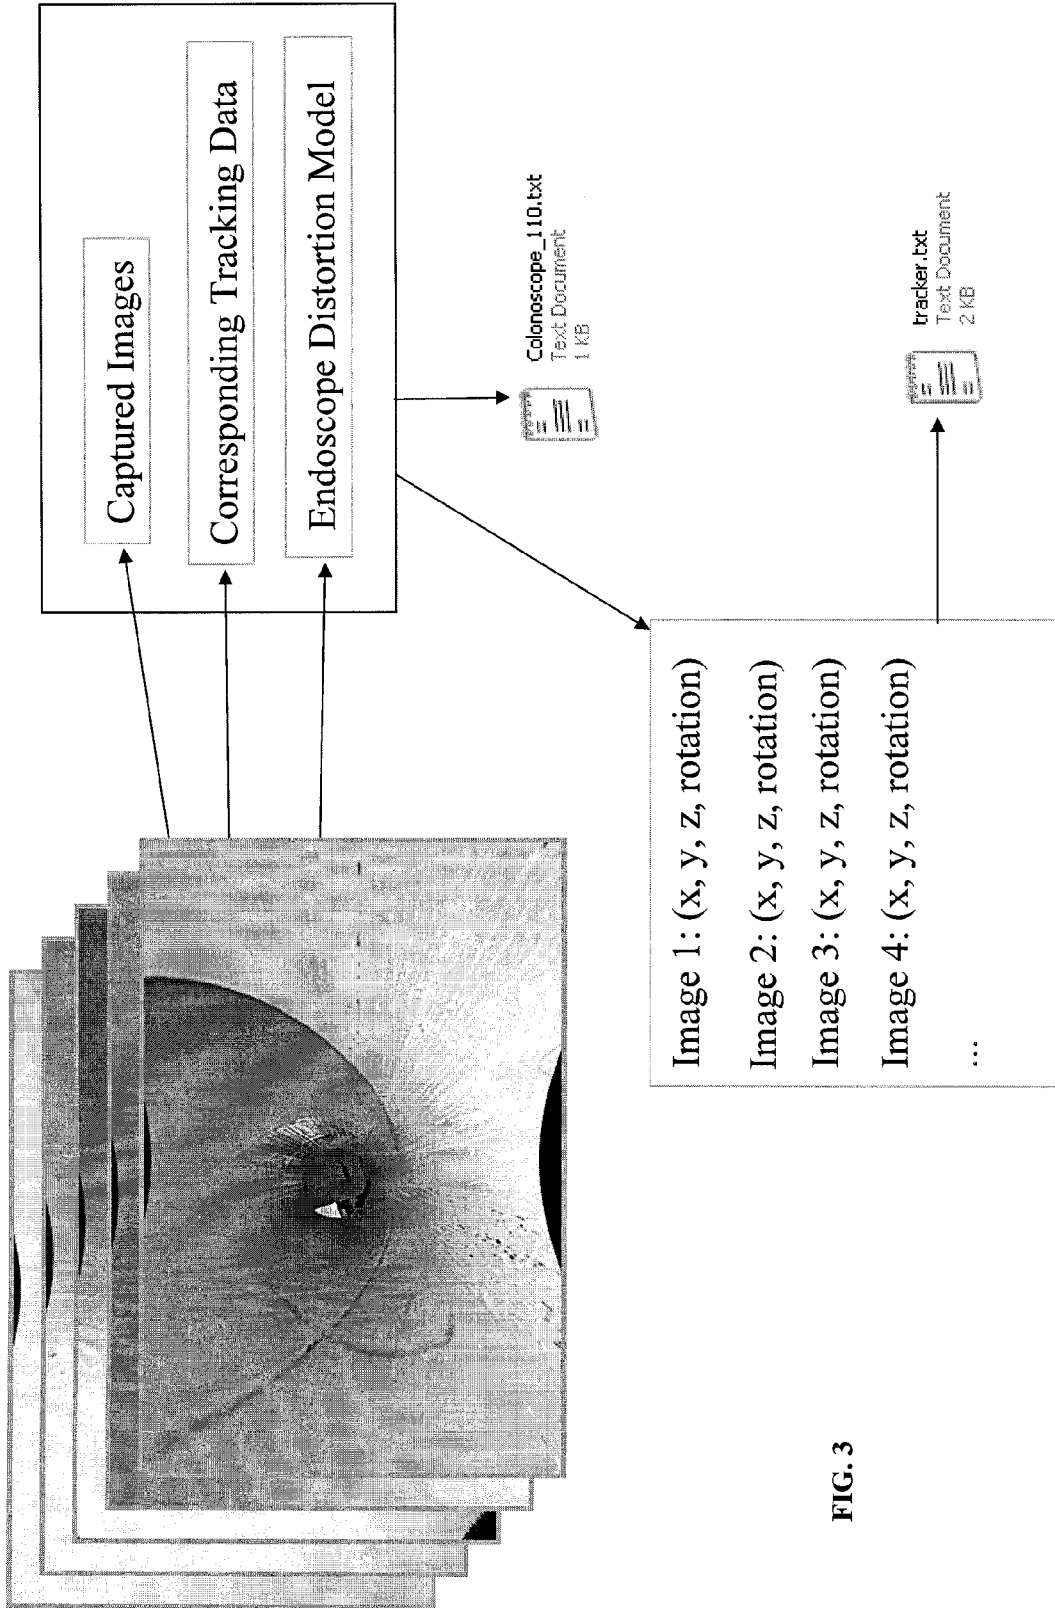 Captured Images
Corresponding Tracking Data
Endoscope Distortion Model
Colonoscope_110.txt
Text Document
1 KB
Image 1: (x, y, z, rotation)
Image 2: (x, y, z, rotation)
Image 3: (x, y, z, rotation)
Image 4: (x, y, z, rotation)
...
tracker.txt
Text Document
2 KB
FIG. 3